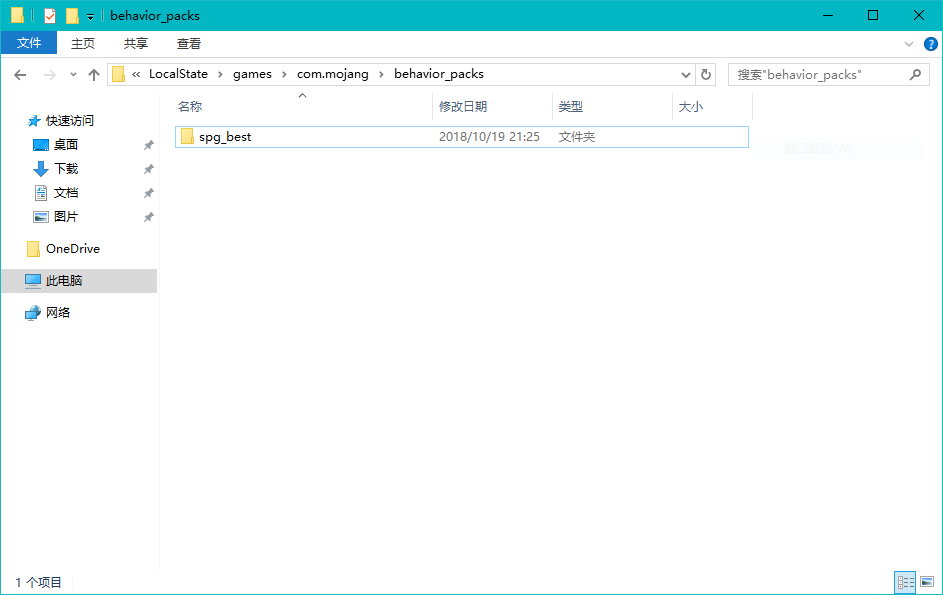 behavior_packs
文件 主页 共享 查看
« LocalState › games › com.mojang › behavior_packs 搜索"behavior_packs"
名称 修改日期 类型 大小
spg_best 2018/10/19 21:25 文件夹
快速访问
桌面
下载
文档
图片
OneDrive
此电脑
网络
1 个项目